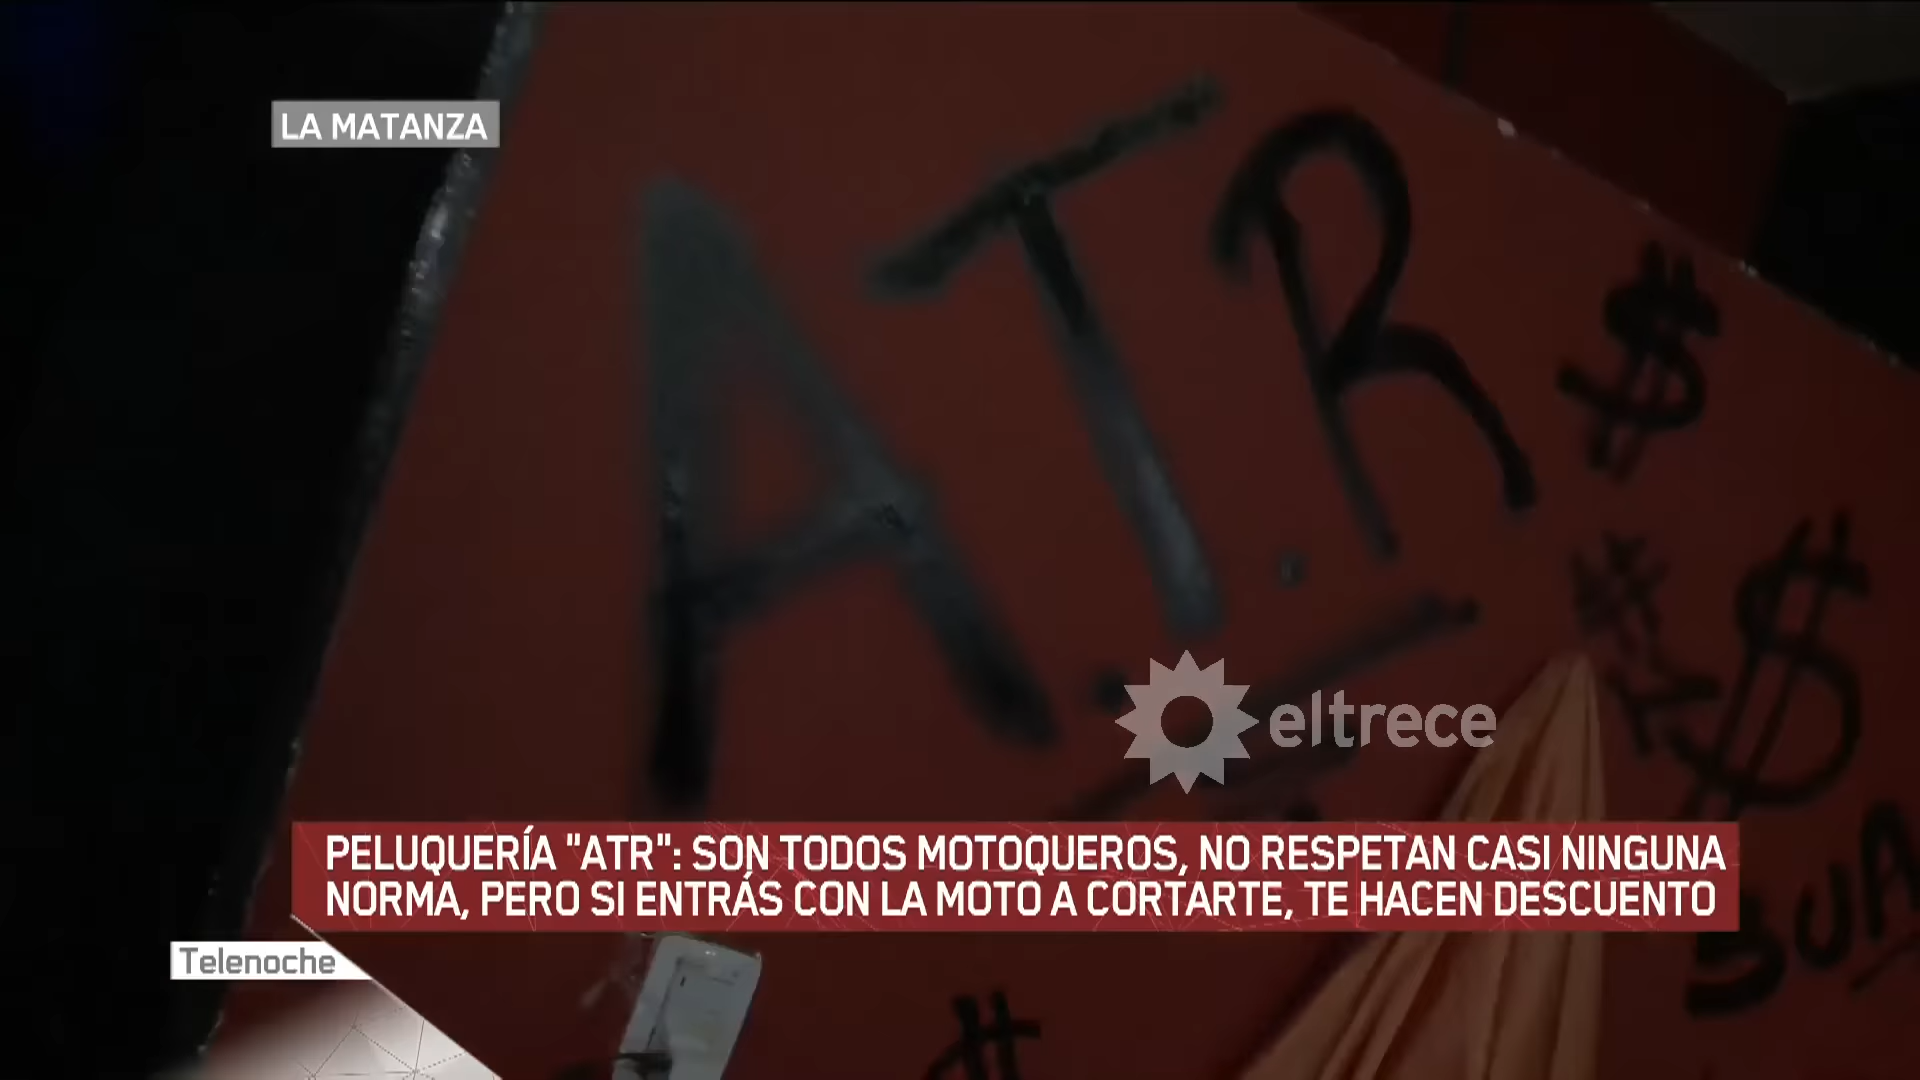 LA MATANZA
A.T.R
$
$
eltrece
PELUQUERÍA "ATR": SON TODOS MOTOQUEROS, NO RESPETAN CASI NINGUNA
NORMA, PERO SI ENTRÁS CON LA MOTO A CORTARTE, TE HACEN DESCUENTO
Telenoche
$